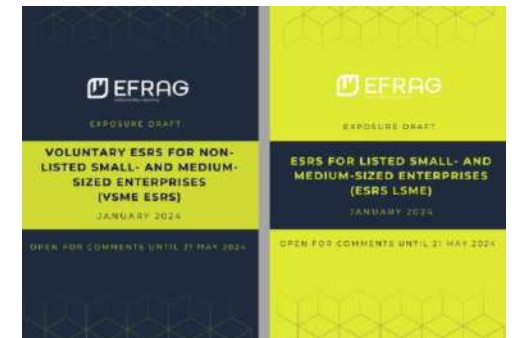 EFRAG
EXPOSURE DRAFT
VOLUNTARY ESRS FOR NON-
LISTED SMALL- AND MEDIUM-
SIZED ENTERPRISES
(VSME ESRS)
JANUARY 2024
OPEN FOR COMMENTS UNTIL 21 MAY 2024
EFRAG
EXPOSURE DRAFT
ESRS FOR LISTED SMALL- AND
MEDIUM-SIZED ENTERPRISES
(ESRS LSME)
JANUARY 2024
OPEN FOR COMMENTS UNTIL 21 MAY 2024